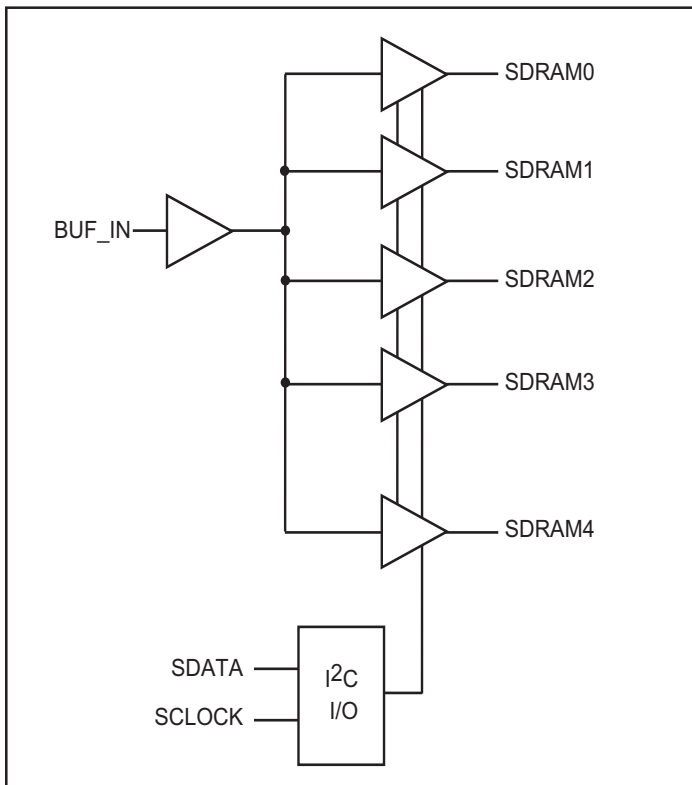 SDRAM0
SDRAM1
BUF_IN
SDRAM2
SDRAM3
SDRAM4
SDATA
SCLOCK
I²C
I/O